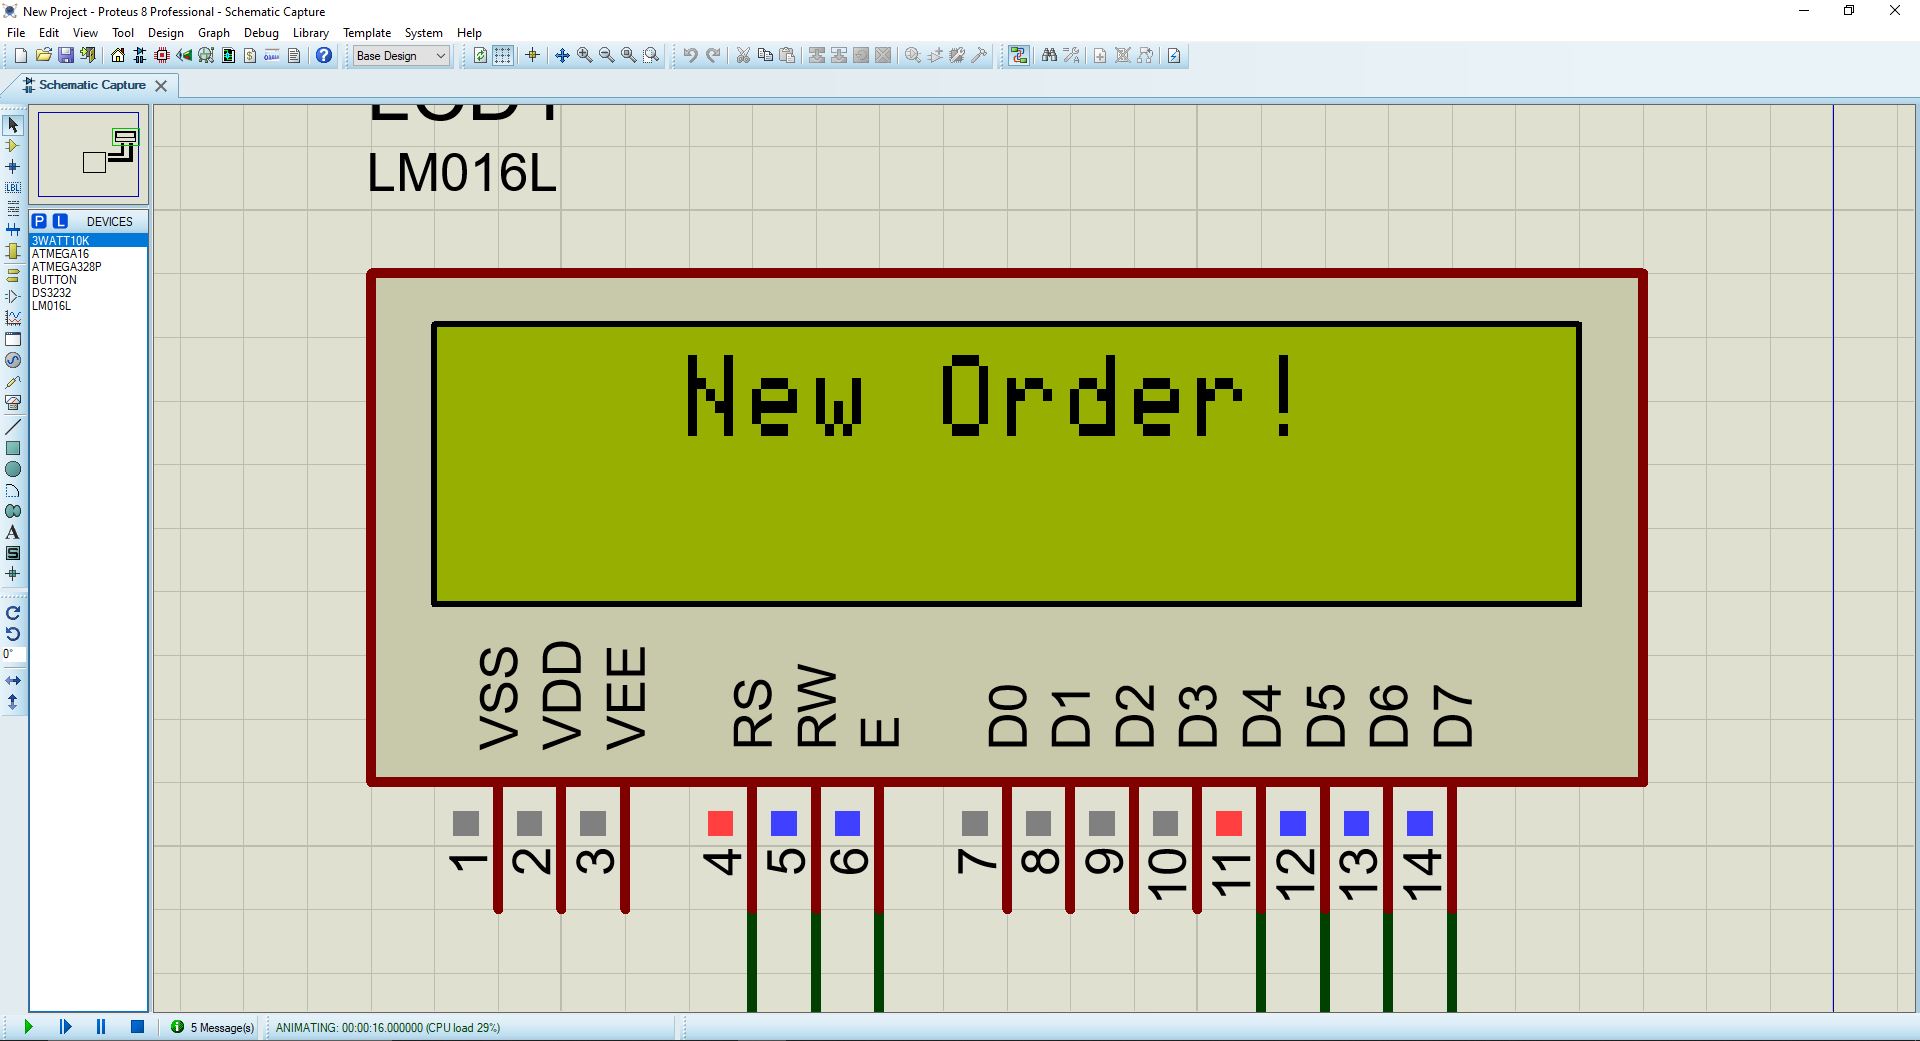 New Project - Proteus 8 Professional - Schematic Capture
File Edit View Tool Design Graph Debug Library Template System Help
Base Design
Schematic Capture
LCD1
LM016L
LBL
P L DEVICES
3WATT10K
ATMEGA16
ATMEGA328P
BUTTON
DS3232
LM016L
A
S
0°
New Order!
VSS VDD VEE RS RW E D0 D1 D2 D3 D4 D5 D6 D7
1 2 3 4 5 6 7 8 9 10 11 12 13 14
5 Message(s)
ANIMATING: 00:00:16.000000 (CPU load 29%)